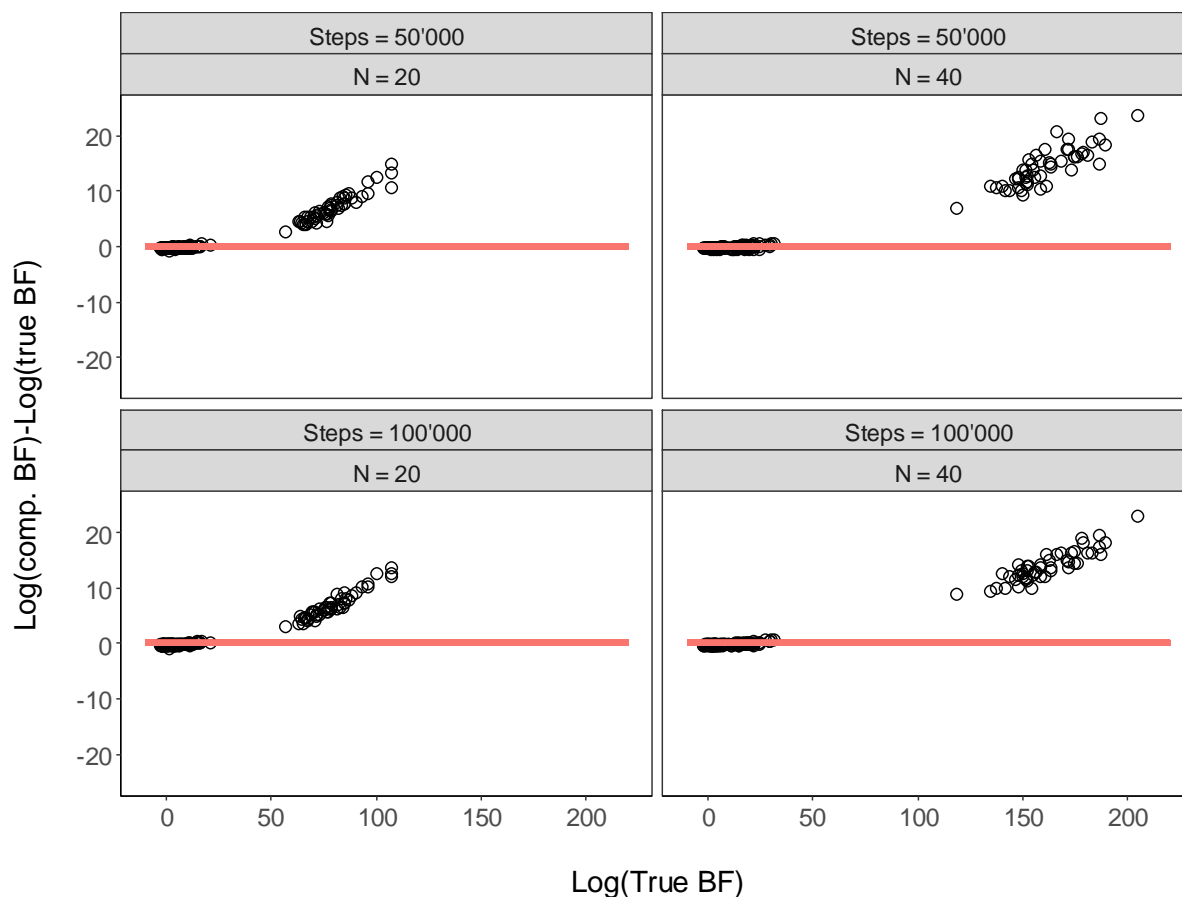 Steps = 50'000
Steps = 50'000
N = 20
N = 40
20
10
0
-10
-20
Log(comp. BF)-Log(true BF)
Steps = 100'000
Steps = 100'000
N = 20
N = 40
20
10
0
-10
-20
0 50 100 150 200
0 50 100 150 200
Log(True BF)